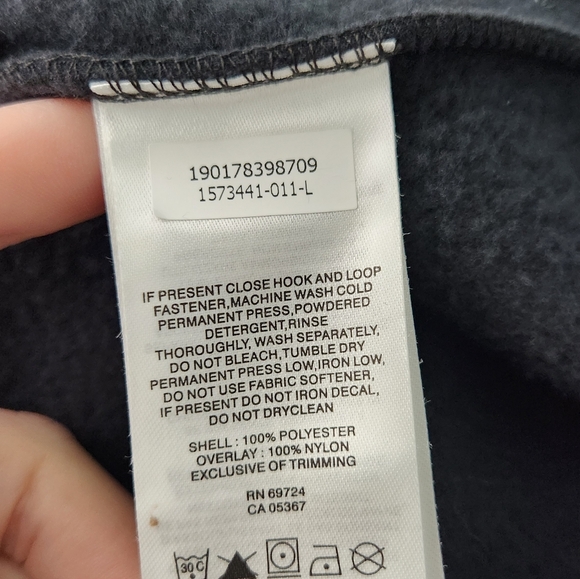 190178398709
1573441-011-L
IF PRESENT CLOSE HOOK AND LOOP
FASTENER,MACHINE WASH COLD
PERMANENT PRESS,POWDERED
DETERGENT,RINSE
THOROUGHLY, WASH SEPARATELY,
DO NOT BLEACH,TUMBLE DRY
PERMANENT PRESS LOW,IRON LOW,
DO NOT USE FABRIC SOFTENER,
IF PRESENT DO NOT IRON DECAL,
DO NOT DRYCLEAN
SHELL : 100% POLYESTER
OVERLAY : 100% NYLON
EXCLUSIVE OF TRIMMING
RN 69724
CA 05367
30 C